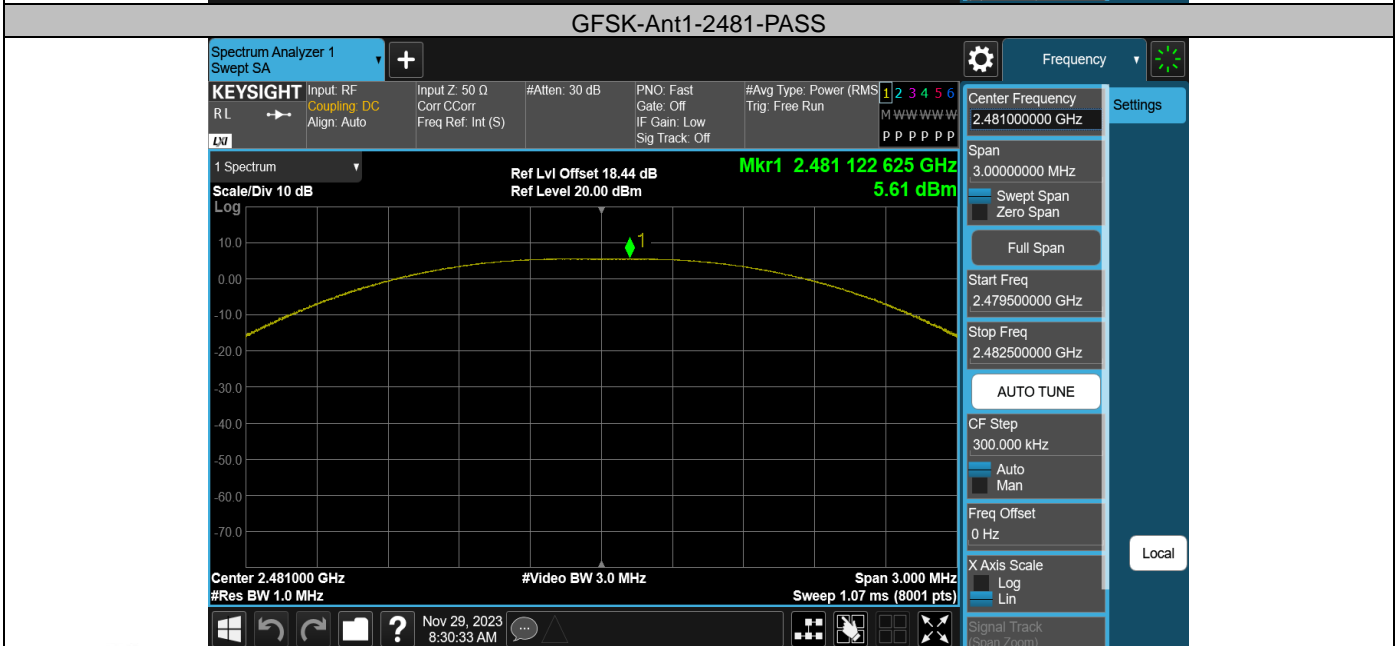 GFSK-Ant1-2481-PASS
Spectrum Analyzer 1
Swept SA
Frequency
KEYSIGHT
R L
LXI
Input: RF
Coupling: DC
Align: Auto
Input Z: 50 Ω
Corr CCorr
Freq Ref: Int (S)
#Atten: 30 dB
PNO: Fast
Gate: Off
IF Gain: Low
Sig Track: Off
#Avg Type: Power (RMS
Trig: Free Run
1 2 3 4 5 6
M W W W W W
P P P P P P
1 Spectrum
Scale/Div 10 dB
Log
Ref Lvl Offset 18.44 dB
Ref Level 20.00 dBm
Mkr1 2.481 122 625 GHz
5.61 dBm
1
10.0
0.00
-10.0
-20.0
-30.0
-40.0
-50.0
-60.0
-70.0
Center 2.481000 GHz
#Res BW 1.0 MHz
#Video BW 3.0 MHz
Span 3.000 MHz
Sweep 1.07 ms (8001 pts)
Nov 29, 2023
8:30:33 AM
Center Frequency
2.481000000 GHz
Settings
Span
3.00000000 MHz
Swept Span
Zero Span
Full Span
Start Freq
2.479500000 GHz
Stop Freq
2.482500000 GHz
AUTO TUNE
CF Step
300.000 kHz
Auto
Man
Freq Offset
0 Hz
X Axis Scale
Log
Lin
Local
Signal Track
(Span Zoom)